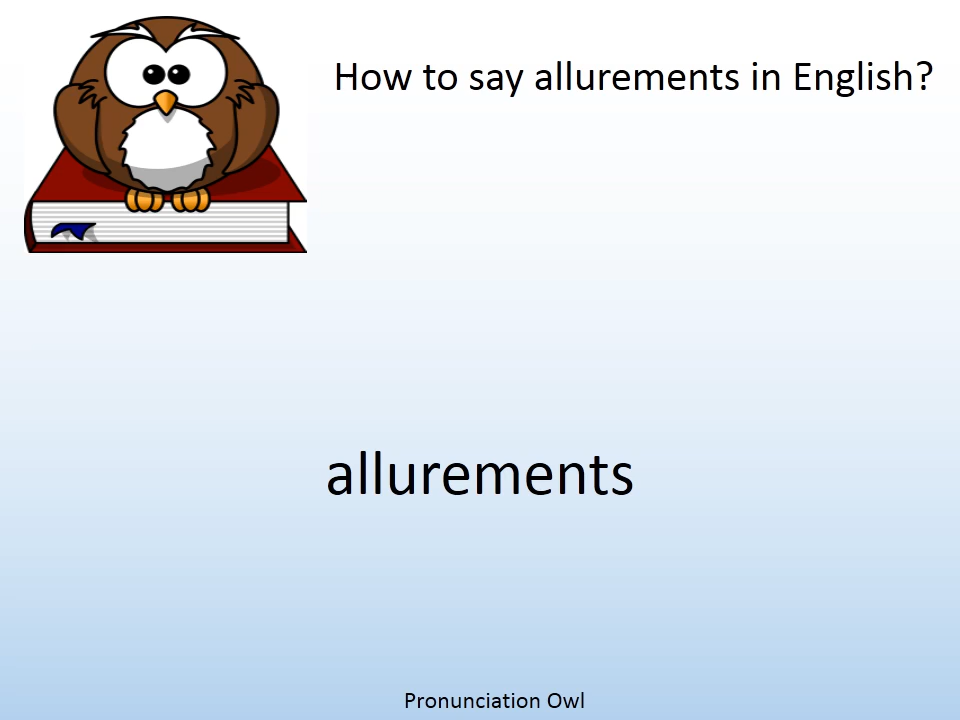 How to say allurements in English?
allurements
Pronunciation Owl